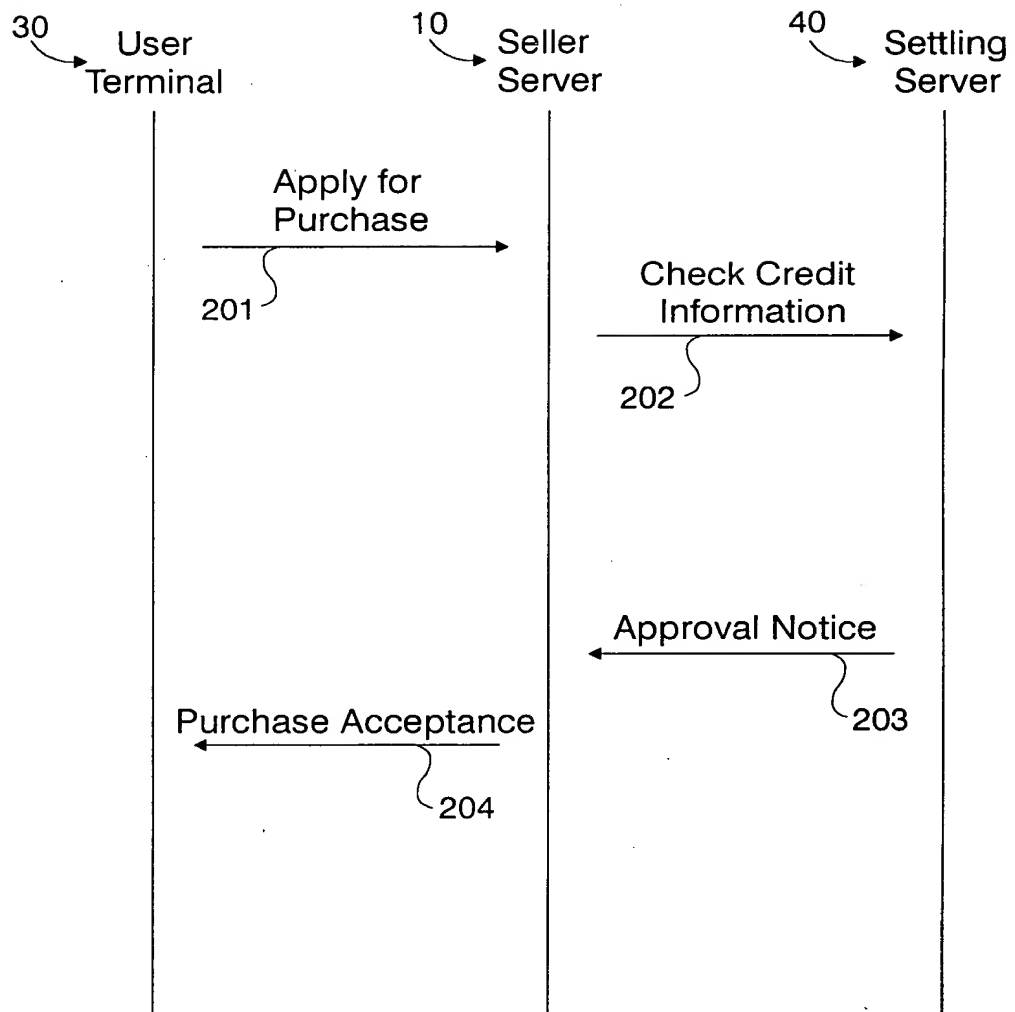 30
User
Terminal
10
Seller
Server
40
Settling
Server
Apply for
Purchase
201
Check Credit
Information
202
Approval Notice
203
Purchase Acceptance
204